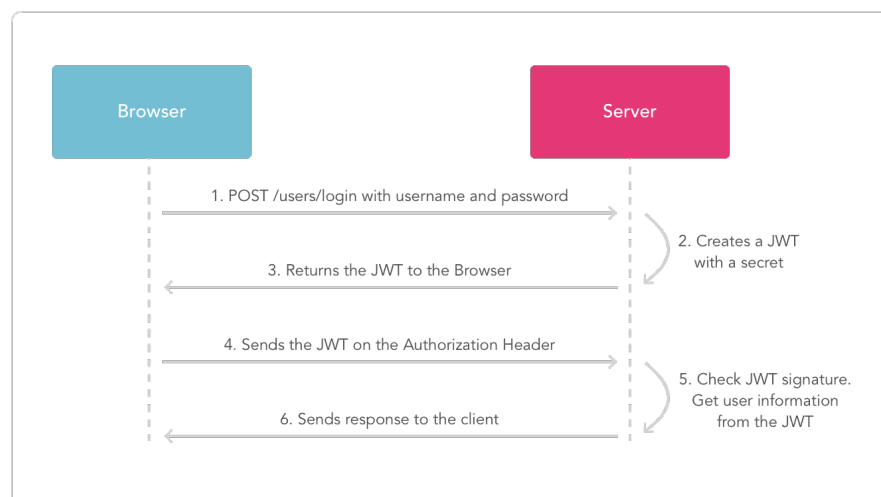 Browser
Server
1. POST /users/login with username and password
2. Creates a JWT
with a secret
3. Returns the JWT to the Browser
4. Sends the JWT on the Authorization Header
5. Check JWT signature.
Get user information
from the JWT
6. Sends response to the client